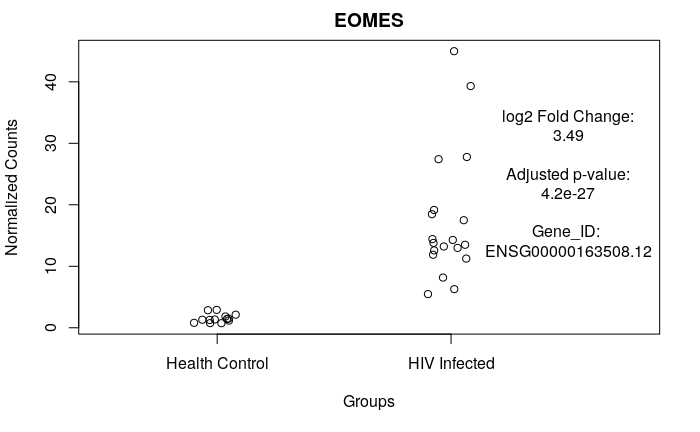 EOMES
Normalized Counts
40
30
20
10
0
log2 Fold Change:
3.49
Adjusted p-value:
4.2e-27
Gene_ID:
ENSG00000163508.12
Health Control
HIV Infected
Groups